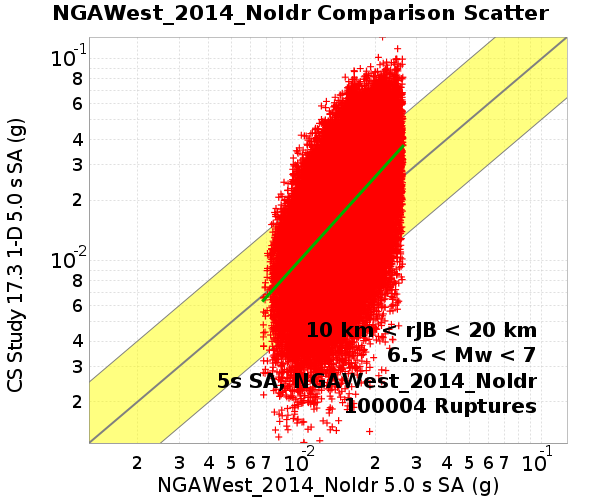 NGAWest_2014_NoIdr Comparison Scatter
CS Study 17.3 1-D 5.0 s SA (g)
10⁻¹
8
6
4
3
2
10⁻²
8
6
4
3
2
10 km < rJB < 20 km
6.5 < Mw < 7
5s SA, NGAWest_2014_NoIdr
100004 Ruptures
2 3 4 5 6 7 10⁻² 2 3 4 5 6 7 10⁻¹
NGAWest_2014_NoIdr 5.0 s SA (g)